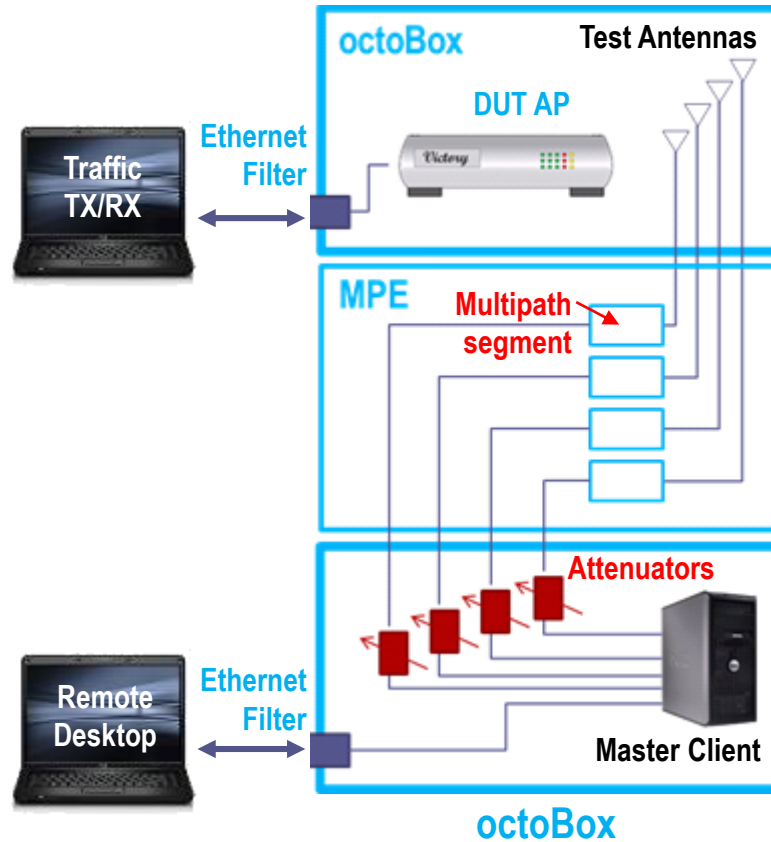 octoBox
Test Antennas
DUT AP
Ethernet
Filter
Traffic
TX/RX
Victory
MPE
Multipath
segment
Attenuators
Ethernet
Filter
Remote
Desktop
Master Client
octoBox